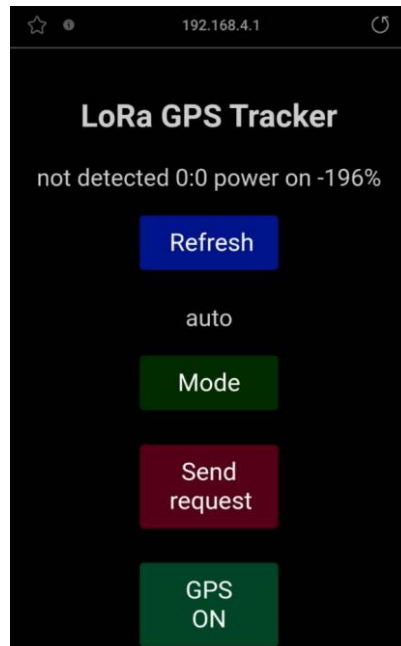 192.168.4.1
LoRa GPS Tracker
not detected 0:0 power on -196%
Refresh
auto
Mode
Send
request
GPS
ON